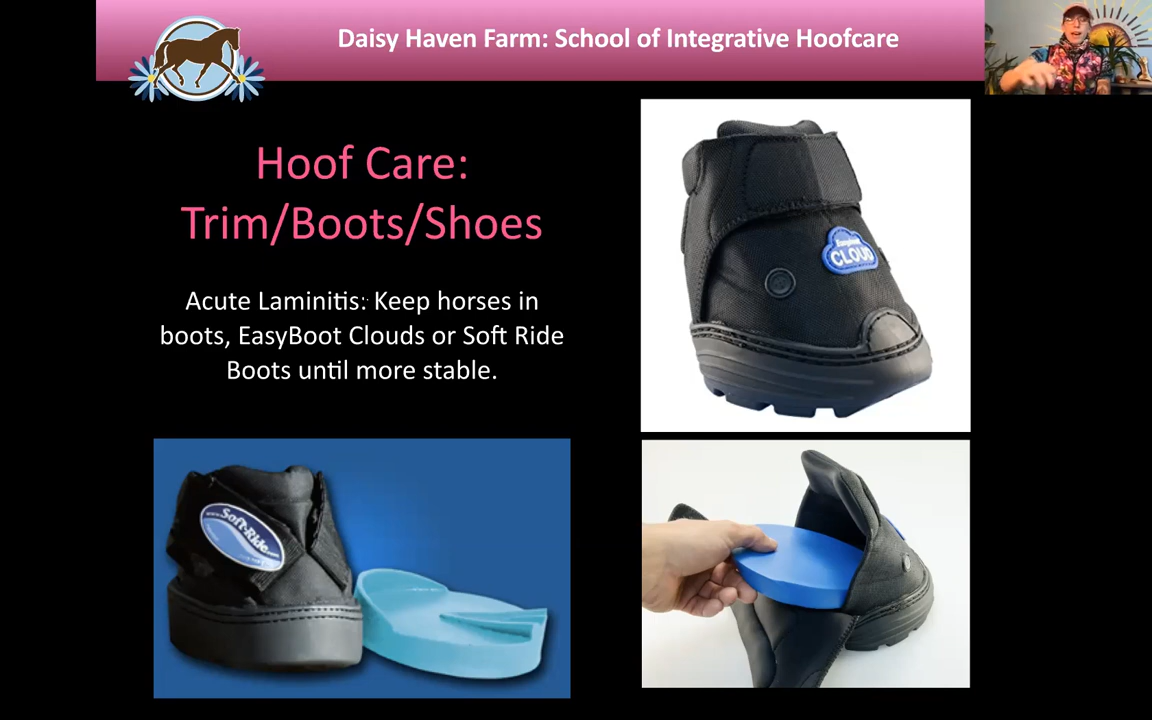 Daisy Haven Farm: School of Integrative Hoofcare
Hoof Care:
Trim/Boots/Shoes
Acute Laminitis: Keep horses in
boots, EasyBoot Clouds or Soft Ride
Boots until more stable.
Easyboot
CLOUD
Soft-Ride